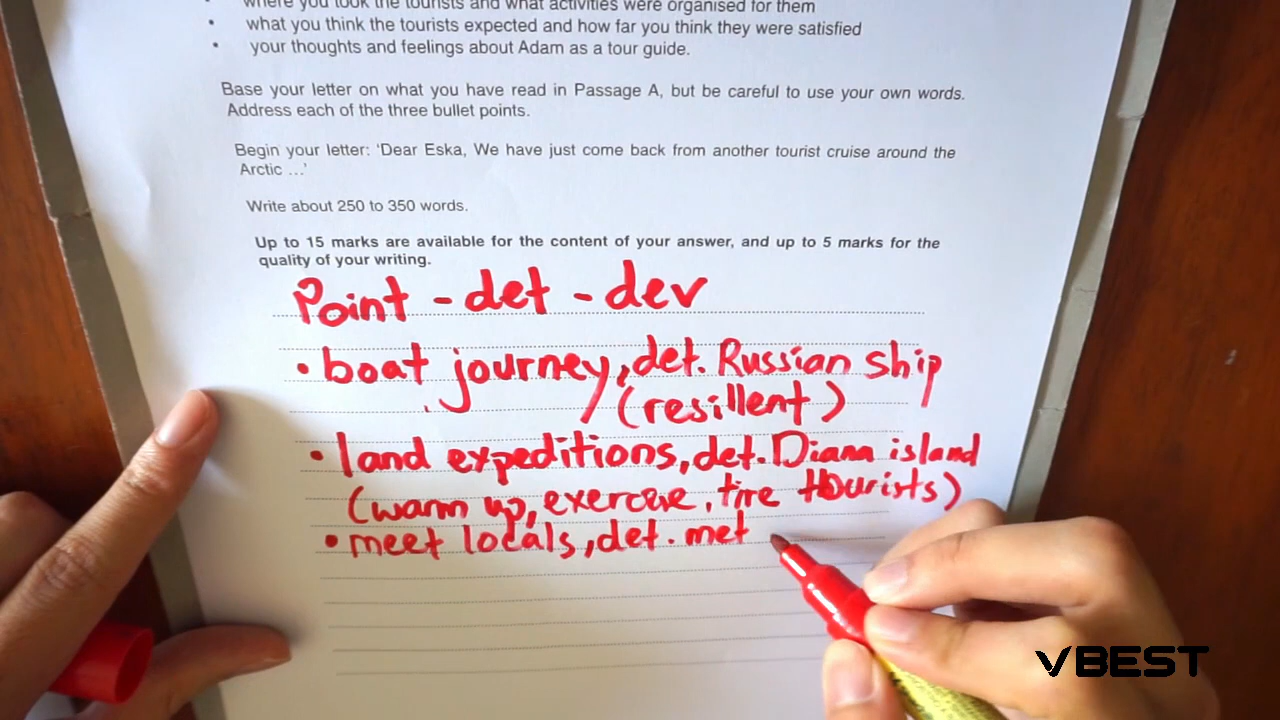 where you took the tourists and what activities were organised for them
• what you think the tourists expected and how far you think they were satisfied
• your thoughts and feelings about Adam as a tour guide.
Base your letter on what you have read in Passage A, but be careful to use your own words.
Address each of the three bullet points.
Begin your letter: ‘Dear Eska, We have just come back from another tourist cruise around the
Arctic …’
Write about 250 to 350 words.
Up to 15 marks are available for the content of your answer, and up to 5 marks for the
quality of your writing.
Point - det - dev
• boat journey, det. Russian ship
(resillent)
• land expeditions, det. Diana island
(warm up, exercise, tire tourists)
• meet locals, det. met
VBEST